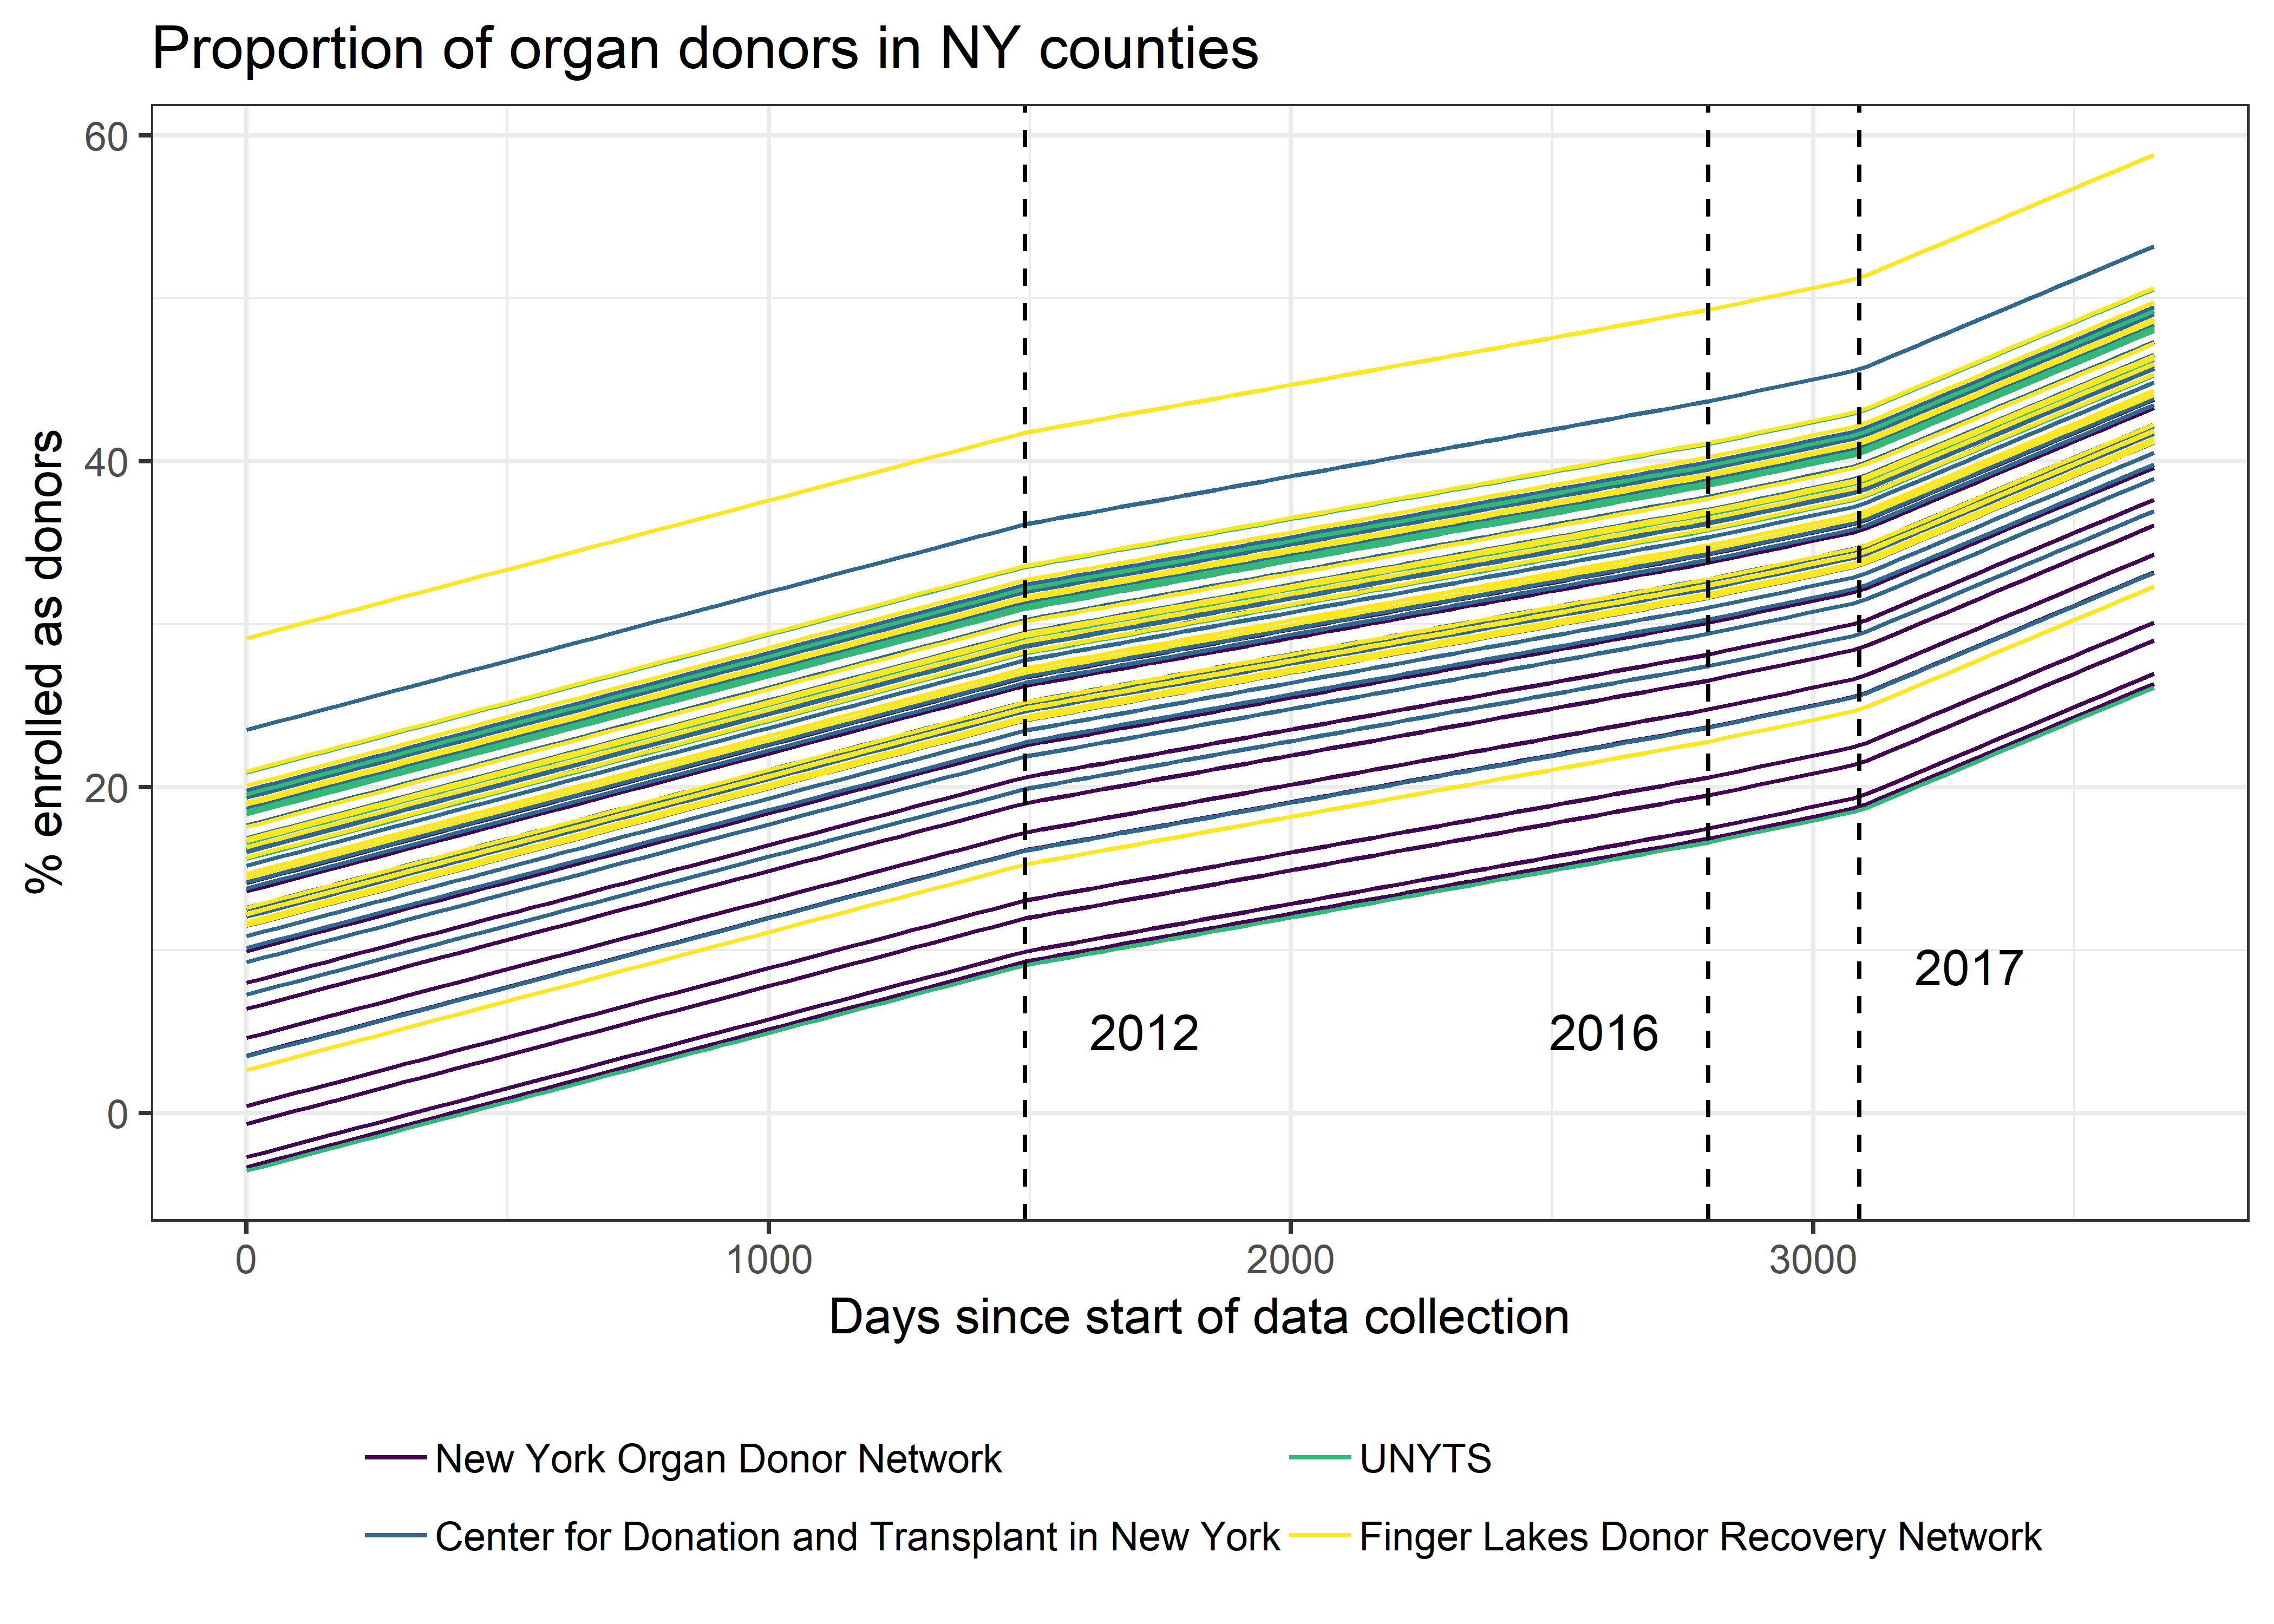 Proportion of organ donors in NY counties
60
40
20
0
% enrolled as donors
2012
2016
2017
0 1000 2000 3000
Days since start of data collection
New York Organ Donor Network
UNYTS
Center for Donation and Transplant in New York
Finger Lakes Donor Recovery Network